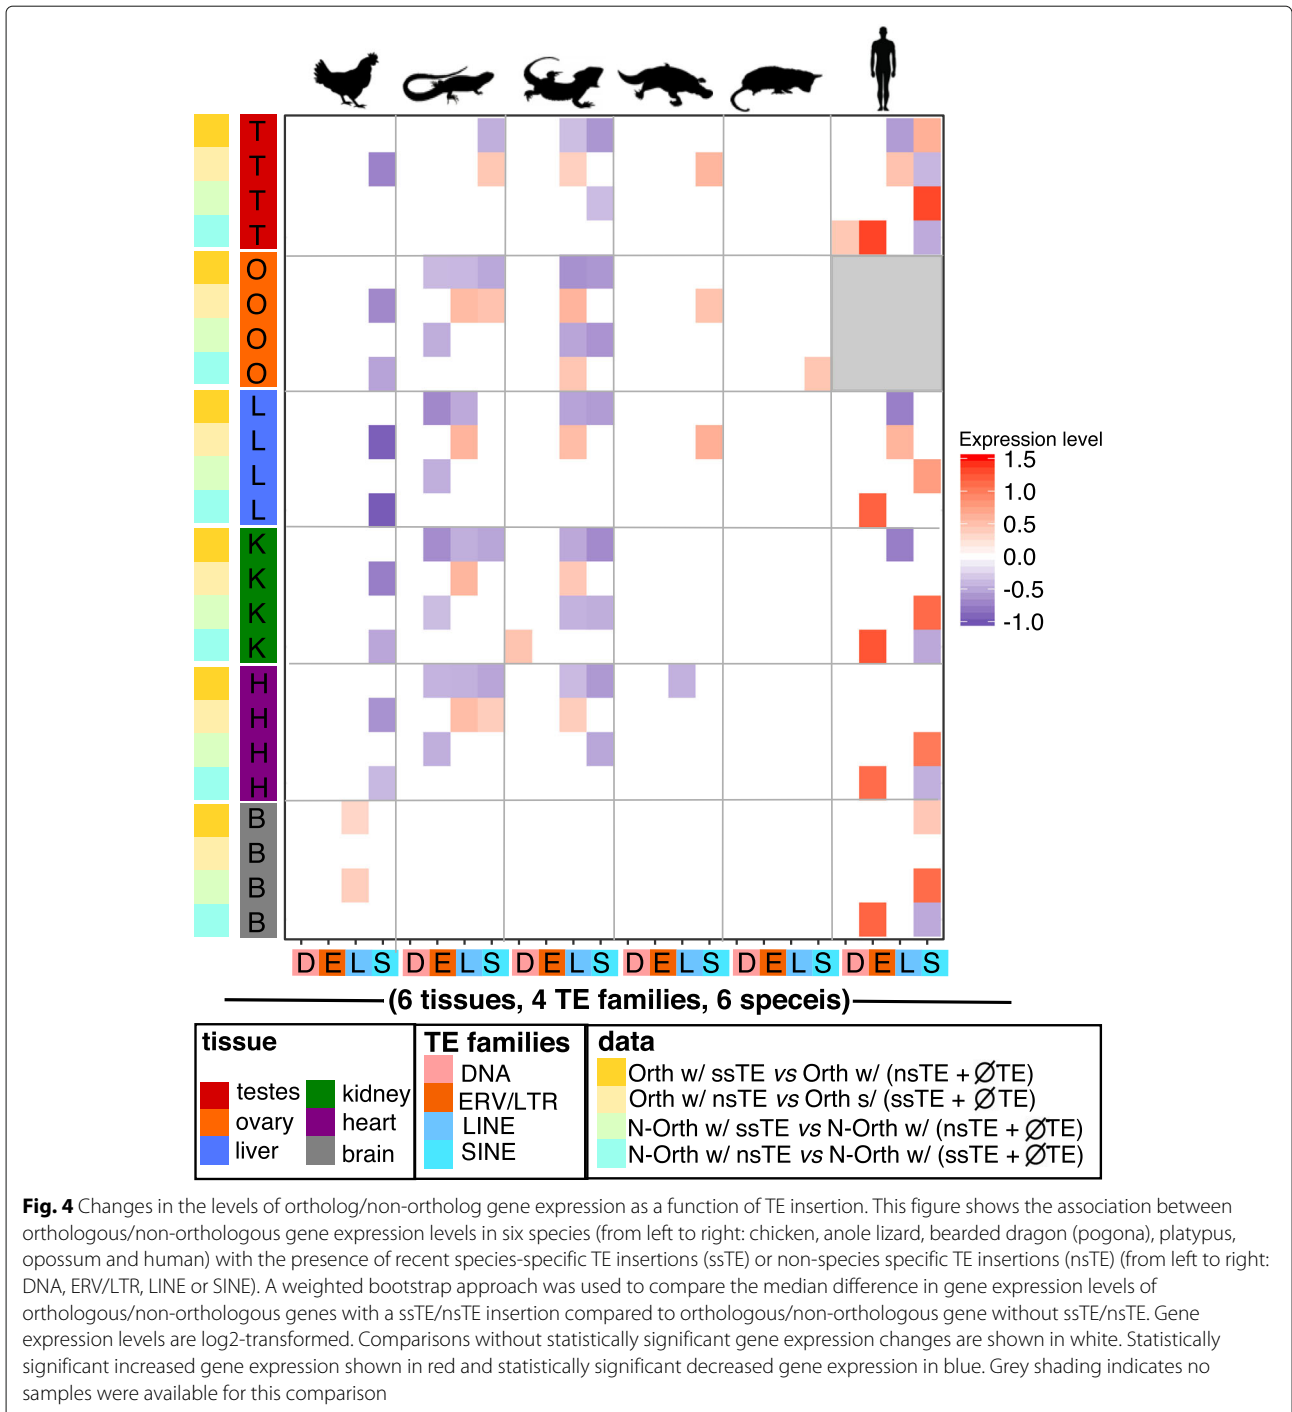 T
T
T
T
O
O
O
O
L
L
L
L
K
K
K
K
H
H
H
H
B
B
B
B
Expression level
1.5
1.0
0.5
0.0
-0.5
-1.0
D E L S D E L S D E L S D E L S D E L S D E L S
(6 tissues, 4 TE families, 6 speceis)
tissue
testes
ovary
liver
kidney
heart
brain
TE families
DNA
ERV/LTR
LINE
SINE
data
Orth w/ ssTE vs Orth w/ (nsTE + ∅TE)
Orth w/ nsTE vs Orth s/ (ssTE + ∅TE)
N-Orth w/ ssTE vs N-Orth w/ (nsTE + ∅TE)
N-Orth w/ nsTE vs N-Orth w/ (ssTE + ∅TE)
Fig. 4 Changes in the levels of ortholog/non-ortholog gene expression as a function of TE insertion. This figure shows the association between
orthologous/non-orthologous gene expression levels in six species (from left to right: chicken, anole lizard, bearded dragon (pogona), platypus,
opossum and human) with the presence of recent species-specific TE insertions (ssTE) or non-species specific TE insertions (nsTE) (from left to right:
DNA, ERV/LTR, LINE or SINE). A weighted bootstrap approach was used to compare the median difference in gene expression levels of
orthologous/non-orthologous genes with a ssTE/nsTE insertion compared to orthologous/non-orthologous gene without ssTE/nsTE. Gene
expression levels are log2-transformed. Comparisons without statistically significant gene expression changes are shown in white. Statistically
significant increased gene expression shown in red and statistically significant decreased gene expression in blue. Grey shading indicates no
samples were available for this comparison